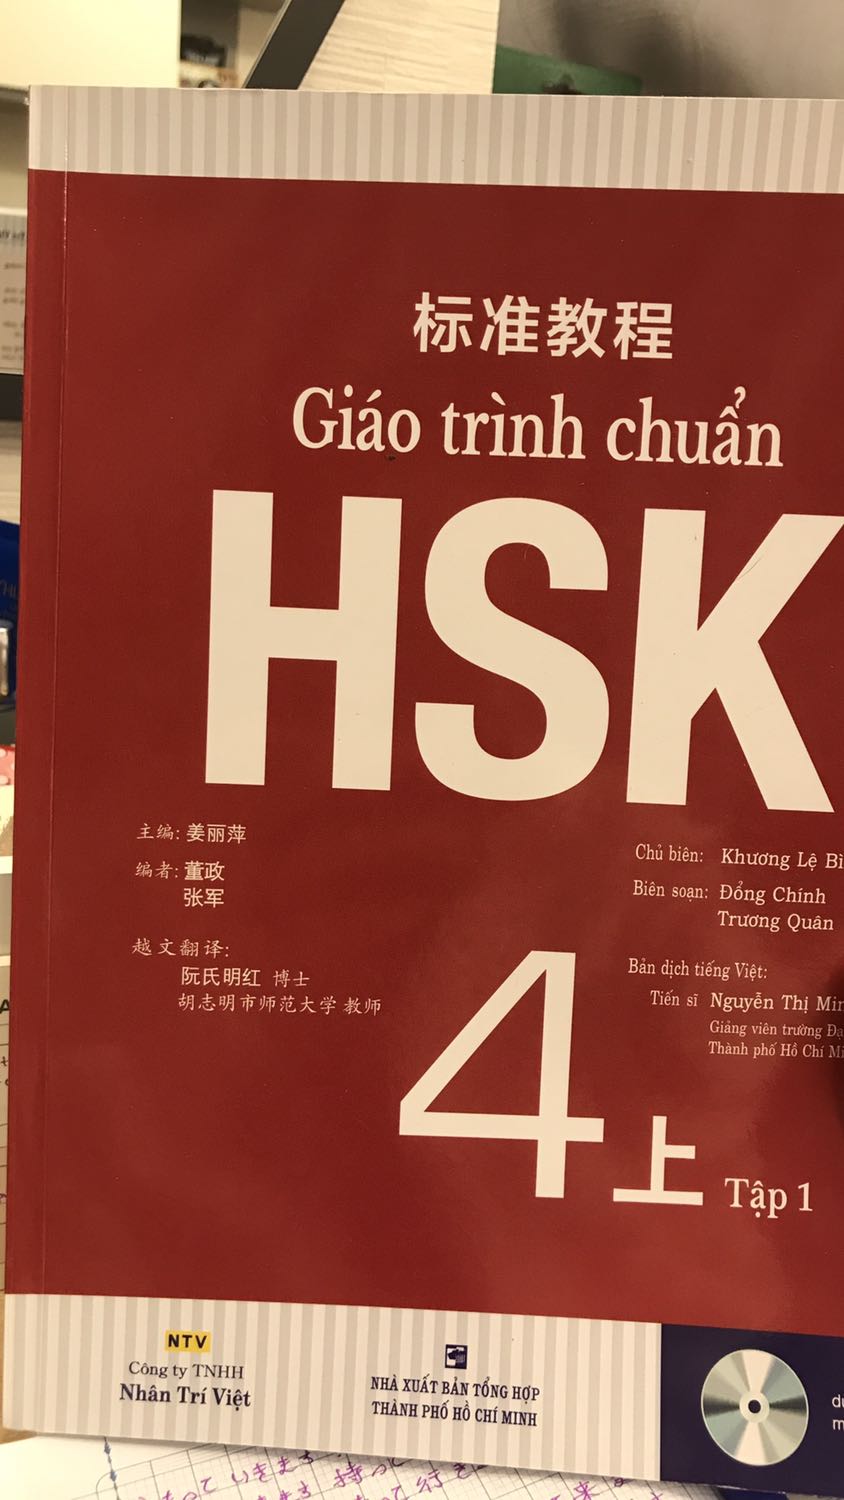 标准教程
Giáo trình chuẩn
HSK
主编: 姜丽萍
编者: 董政
张军
越文翻译:
阮氏明红 博士
胡志明市师范大学 教师
Chủ biên: Khương Lệ
Biên soạn: Đổng Chính
Trương Quân
Bản dịch tiếng Việt:
Tiến sĩ Nguyễn Thị
Giảng viên trường
Thành phố Hồ Chí
4上 Tập 1
NTV
Công ty TNHH
Nhân Trí Việt
NHÀ XUẤT BẢN TỔNG HỢP
THÀNH PHỐ HỒ CHÍ MINH